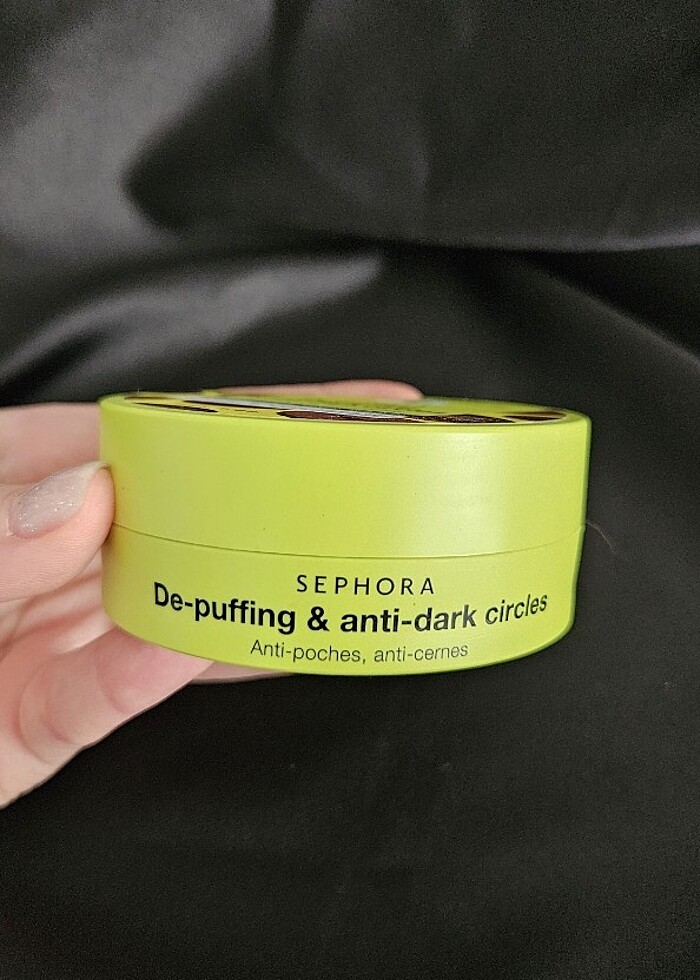 SEPHORA
De-puffing & anti-dark circles
Anti-poches, anti-cernes